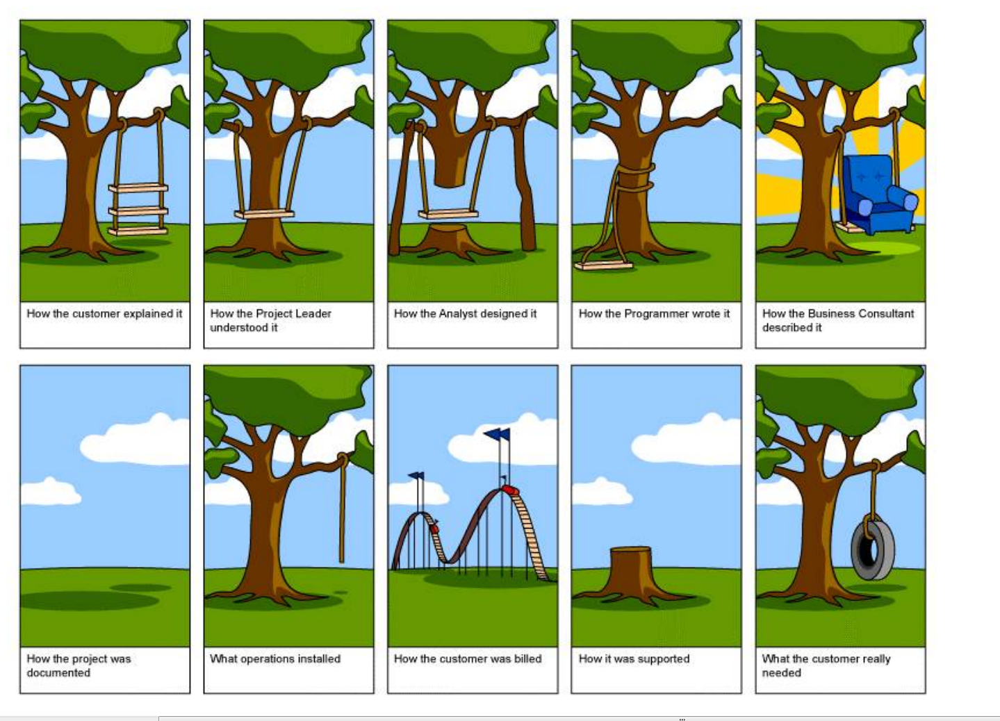 How the customer explained it
How the Project Leader
understood it
How the Analyst designed it
How the Programmer wrote it
How the Business Consultant
described it
How the project was
documented
What operations installed
How the customer was billed
How it was supported
What the customer really
needed